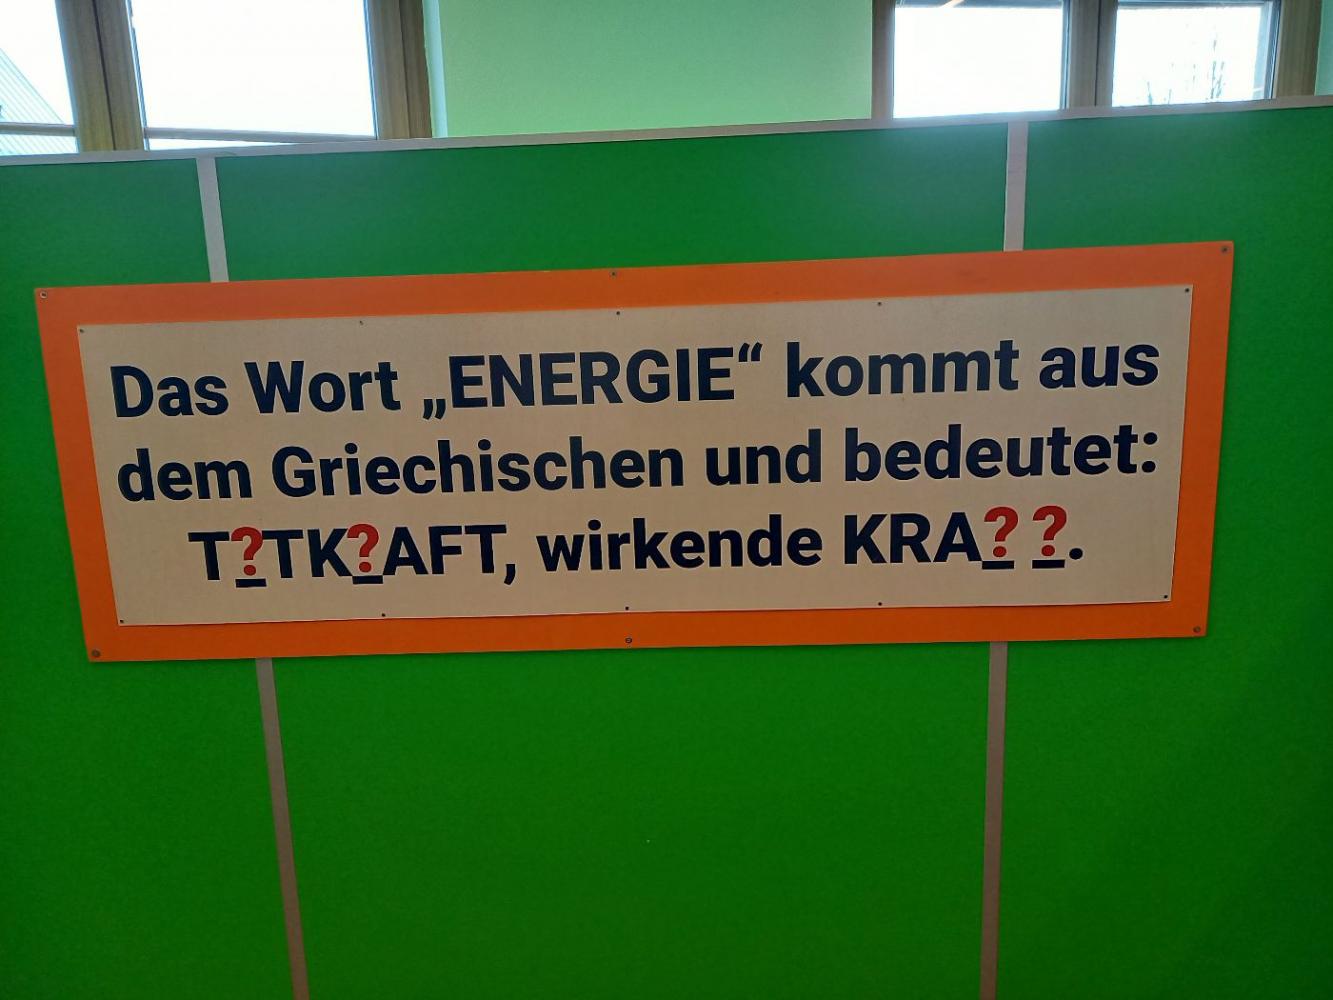 Das Wort „ENERGIE“ kommt aus
dem Griechischen und bedeutet:
T?TK?AFT, wirkende KRA? ?.